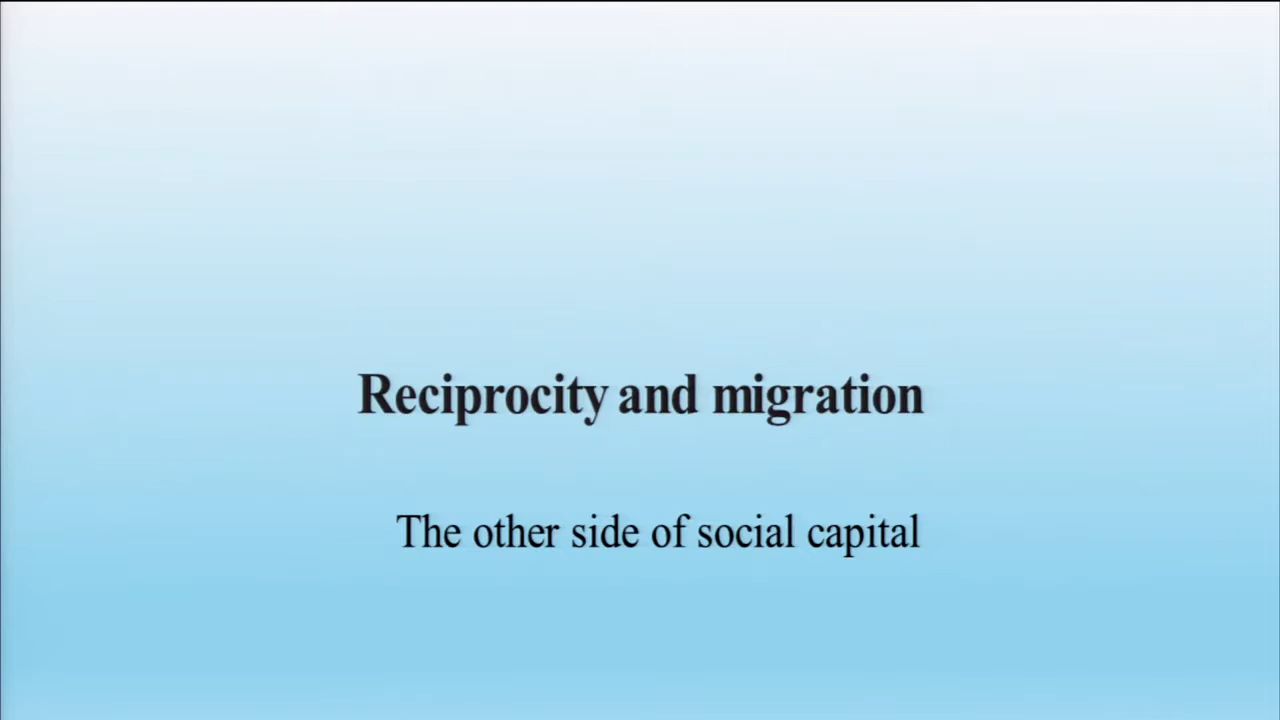 Reciprocity and migration
The other side of social capital